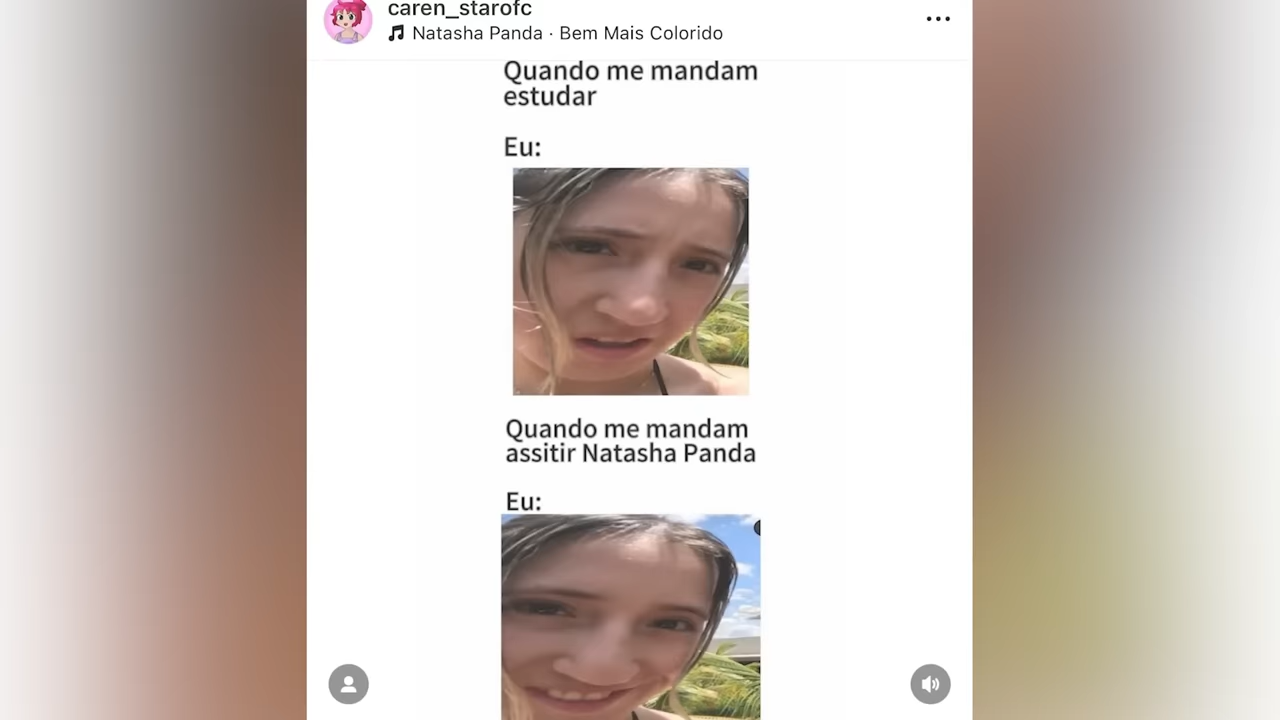 caren_starofc
Natasha Panda · Bem Mais Colorido
Quando me mandam
estudar
Eu:
Quando me mandam
assitir Natasha Panda
Eu: